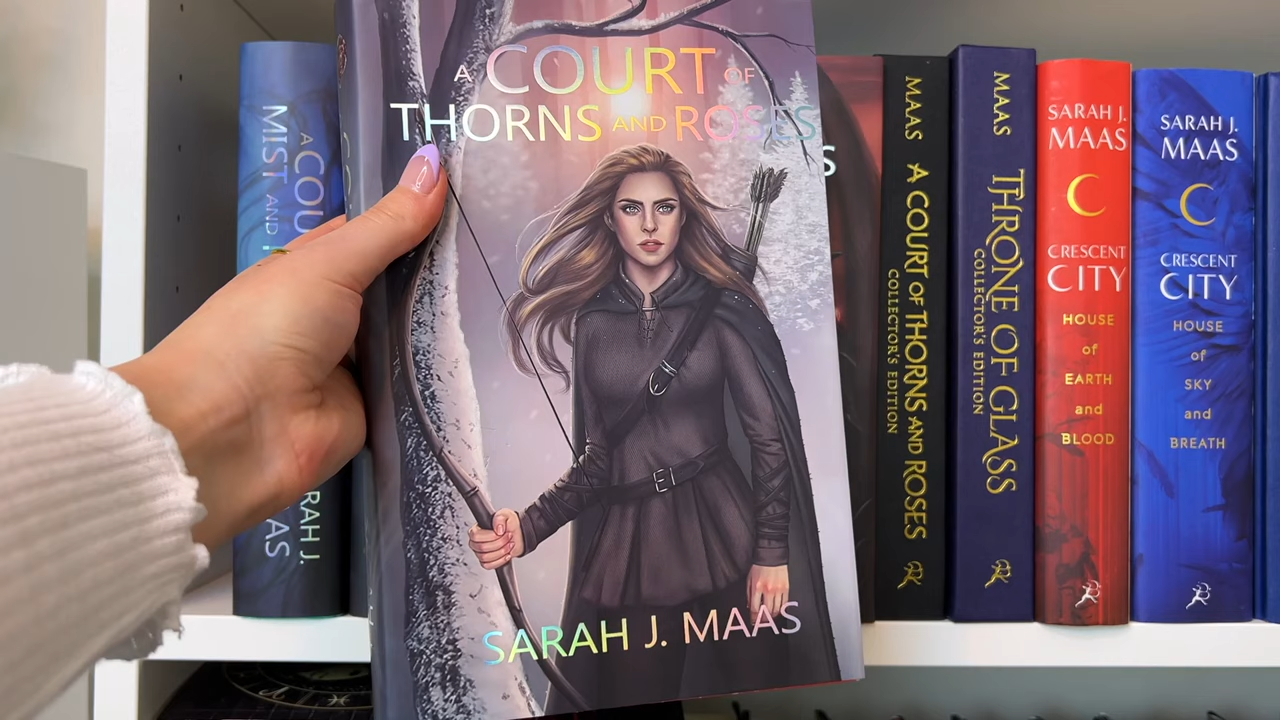 A COURT OF
THORNS AND ROSES
SARAH J. MAAS
A COU
MIST AND
RAH J.
AS
S
MAAS A COURT OF THORNS AND ROSES
COLLECTOR'S EDITION
MAAS THRONE OF GLASS
COLLECTOR'S EDITION
SARAH J.
MAAS
CRESCENT
CITY
HOUSE
of
EARTH
and
BLOOD
SARAH J.
MAAS
CRESCENT
CITY
HOUSE
of
SKY
and
BREATH